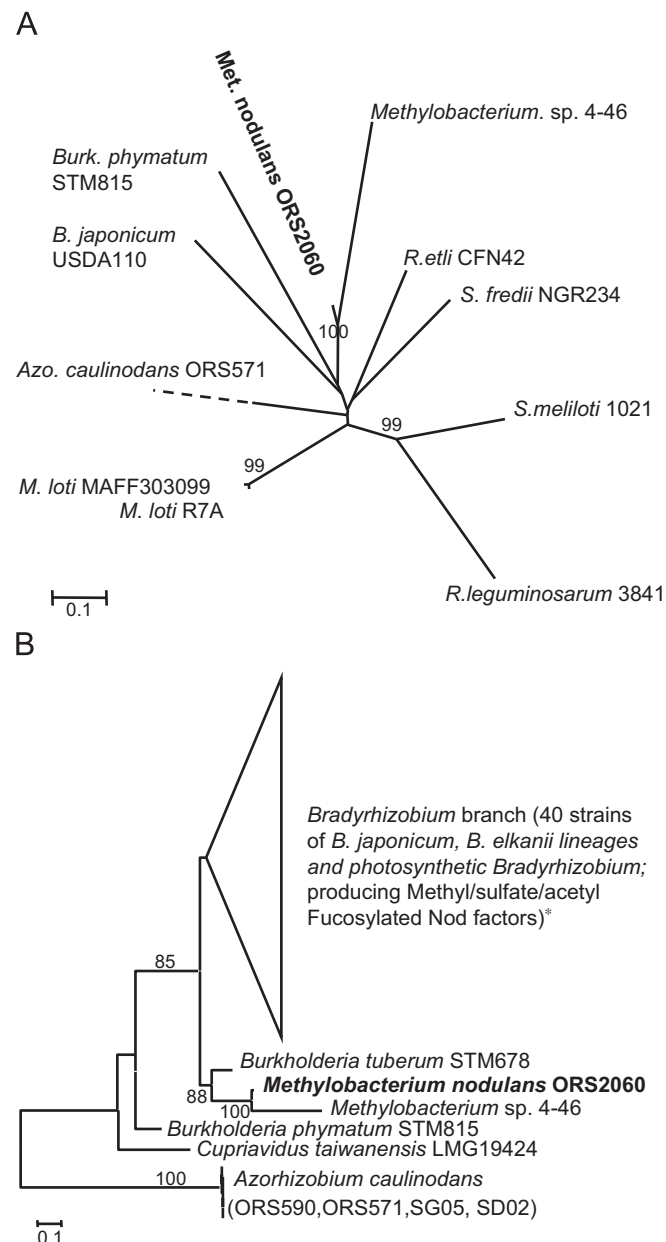 A
Met. nodulans ORS2060
Methylobacterium. sp. 4-46
Burk. phymatum
STM815
B. japonicum
USDA110
R.etli CFN42
S. fredii NGR234
100
Azo. caulinodans ORS571
S.meliloti 1021
99
99
M. loti MAFF303099
M. loti R7A
R.leguminosarum 3841
0.1
B
Bradyrhizobium branch (40 strains
of B. japonicum, B. elkanii lineages
and photosynthetic Bradyrhizobium;
producing Methyl/sulfate/acetyl
Fucosylated Nod factors)*
85
Burkholderia tuberum STM678
Methylobacterium nodulans ORS2060
88
100
Methylobacterium sp. 4-46
Burkholderia phymatum STM815
Cupriavidus taiwanensis LMG19424
100
Azorhizobium caulinodans
(ORS590,ORS571,SG05, SD02)
0.1